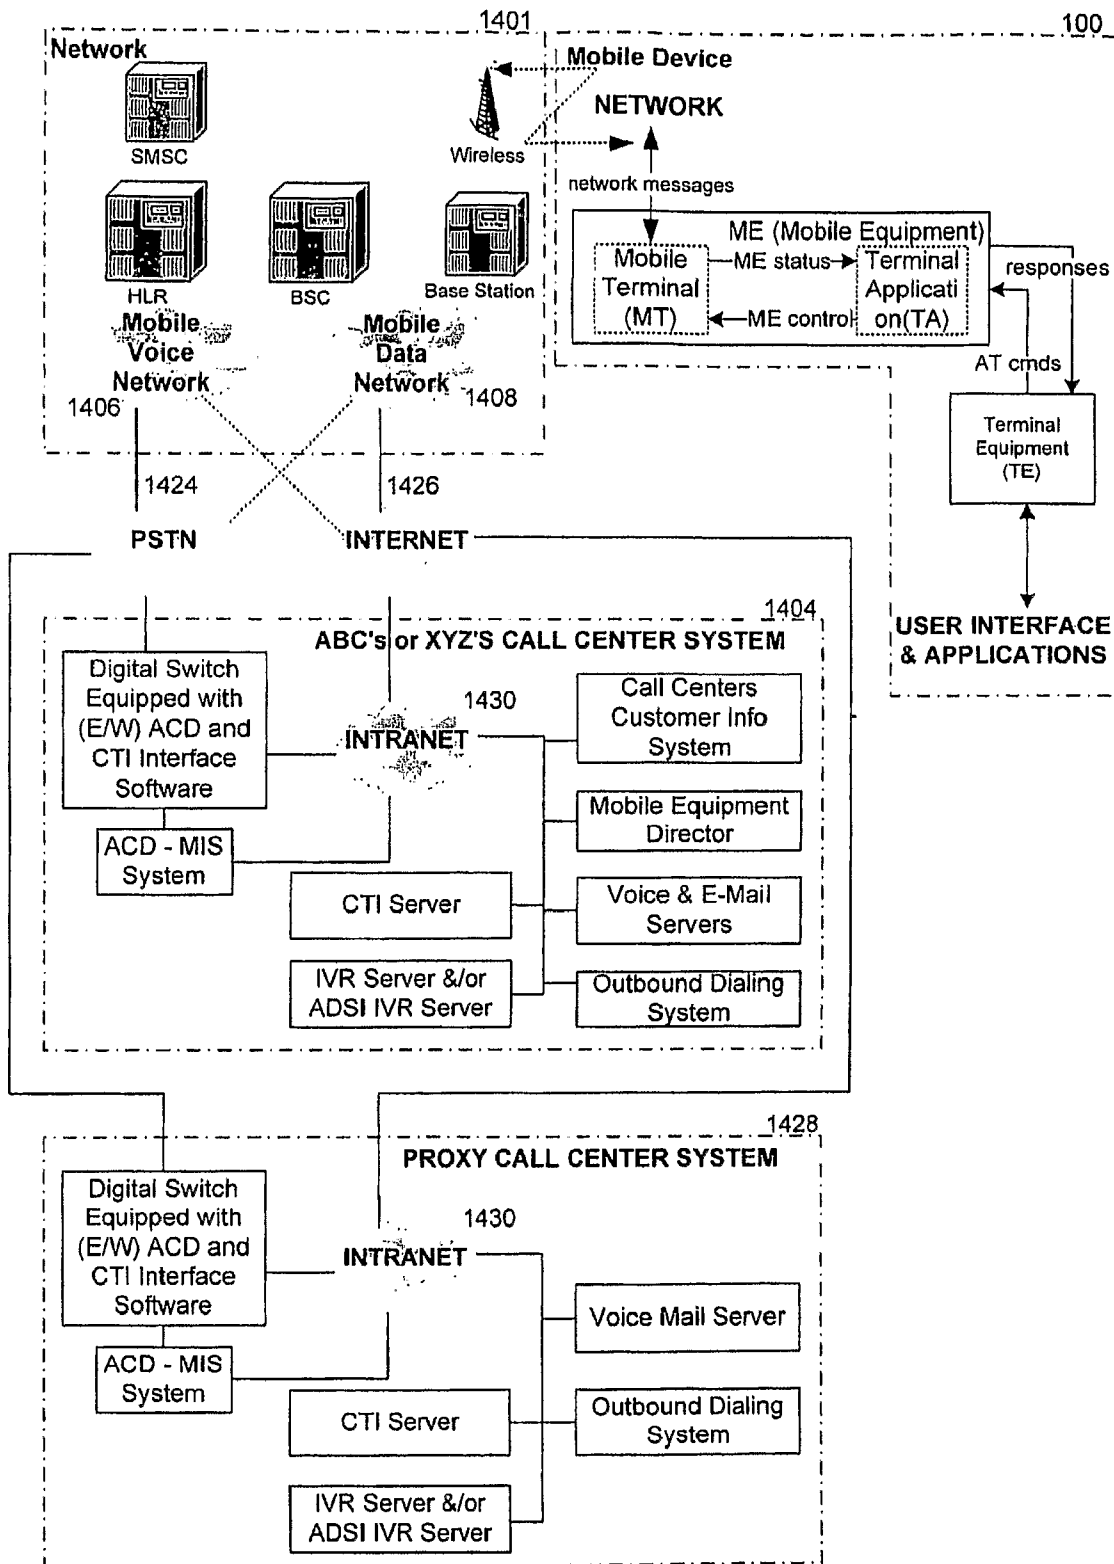 1401
100
Network
Mobile Device
NETWORK
SMSC
Wireless
network messages
ME (Mobile Equipment)
Mobile
Terminal
(MT)
ME status
Terminal
Applicati
on(TA)
ME control
responses
HLR
BSC
Base Station
Mobile
Voice
Network
Mobile
Data
Network
1406
1408
AT cmds
Terminal
Equipment
(TE)
1424
1426
PSTN
INTERNET
1404
USER INTERFACE
& APPLICATIONS
ABC's or XYZ'S CALL CENTER SYSTEM
Digital Switch
Equipped with
(E/W) ACD and
CTI Interface
Software
1430
INTRANET
Call Centers
Customer Info
System
Mobile Equipment
Director
ACD - MIS
System
CTI Server
Voice & E-Mail
Servers
IVR Server &/or
ADSI IVR Server
Outbound Dialing
System
1428
PROXY CALL CENTER SYSTEM
Digital Switch
Equipped with
(E/W) ACD and
CTI Interface
Software
1430
INTRANET
Voice Mail Server
ACD - MIS
System
CTI Server
Outbound Dialing
System
IVR Server &/or
ADSI IVR Server